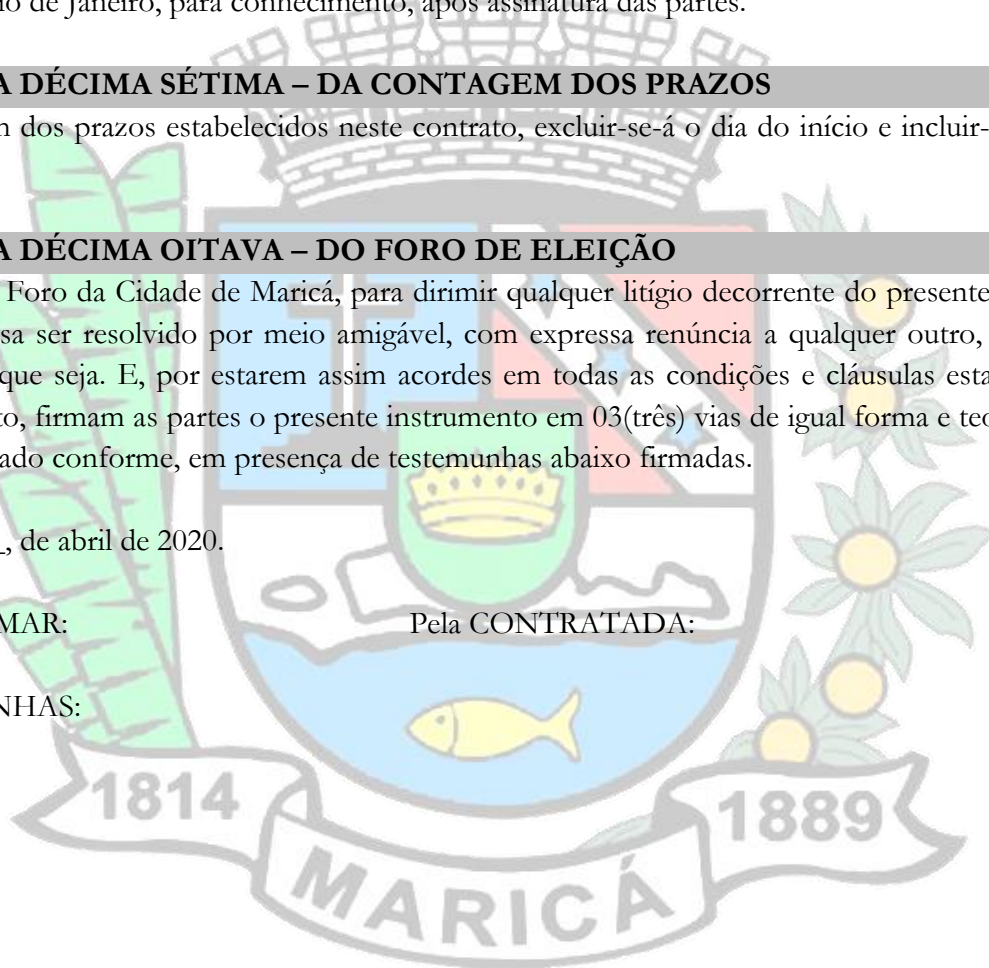 io de Janeiro, para conhecimento, após assinatura das partes.
A DÉCIMA SÉTIMA – DA CONTAGEM DOS PRAZOS
dos prazos estabelecidos neste contrato, excluir-se-á o dia do início e incluir-
A DÉCIMA OITAVA – DO FORO DE ELEIÇÃO
Foro da Cidade de Maricá, para dirimir qualquer litígio decorrente do presente
sa ser resolvido por meio amigável, com expressa renúncia a qualquer outro,
que seja. E, por estarem assim acordes em todas as condições e cláusulas esta
to, firmam as partes o presente instrumento em 03(três) vias de igual forma e teo
ado conforme, em presença de testemunhas abaixo firmadas.
_, de abril de 2020.
MAR: Pela CONTRATADA:
NHAS:
1814 1889
MARICÁ